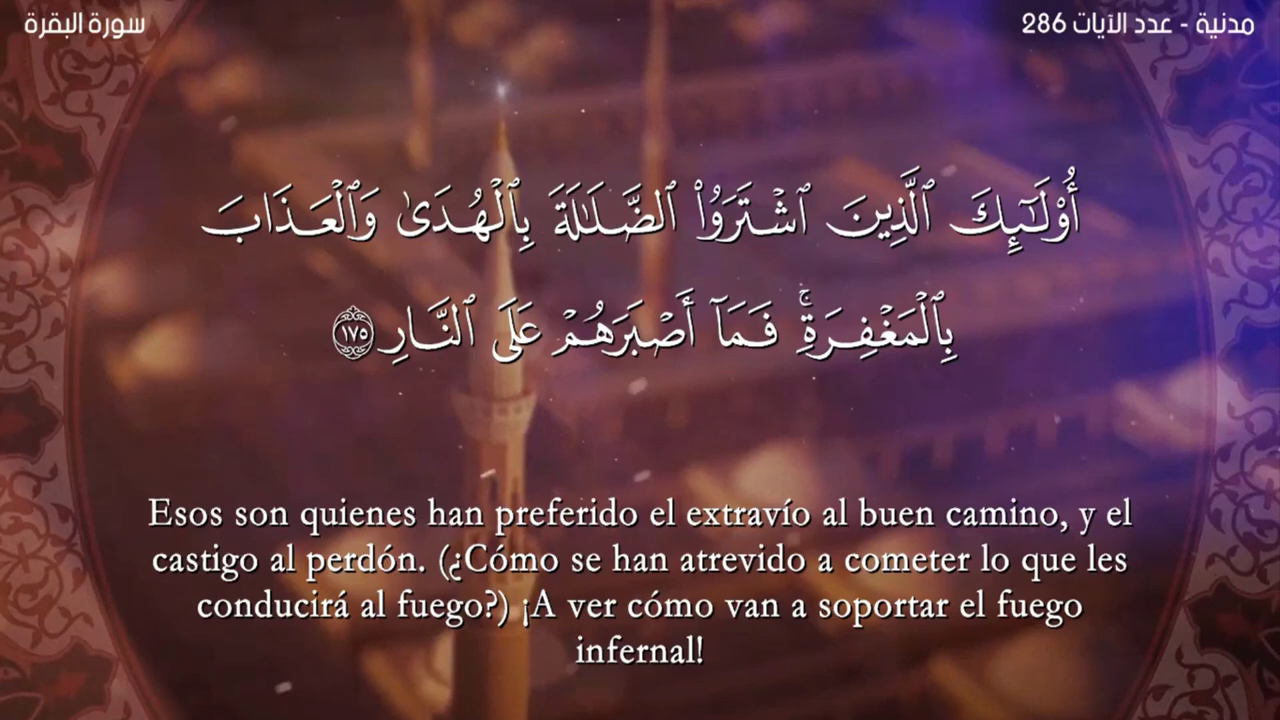 سورة البقرة
مدنية - عدد الآيات 286
أُو۟لَـٰٓئِكَ ٱلَّذِينَ ٱشْتَرَوُا۟ ٱلضَّلَـٰلَةَ بِٱلْهُدَىٰ وَٱلْعَذَابَ
بِٱلْمَغْفِرَةِ ۚ فَمَآ أَصْبَرَهُمْ عَلَى ٱلنَّارِ ١٧٥
Esos son quienes han preferido el extravío al buen camino, y el
castigo al perdón. (¿Cómo se han atrevido a cometer lo que les
conducirá al fuego?) ¡A ver cómo van a soportar el fuego
infernal!